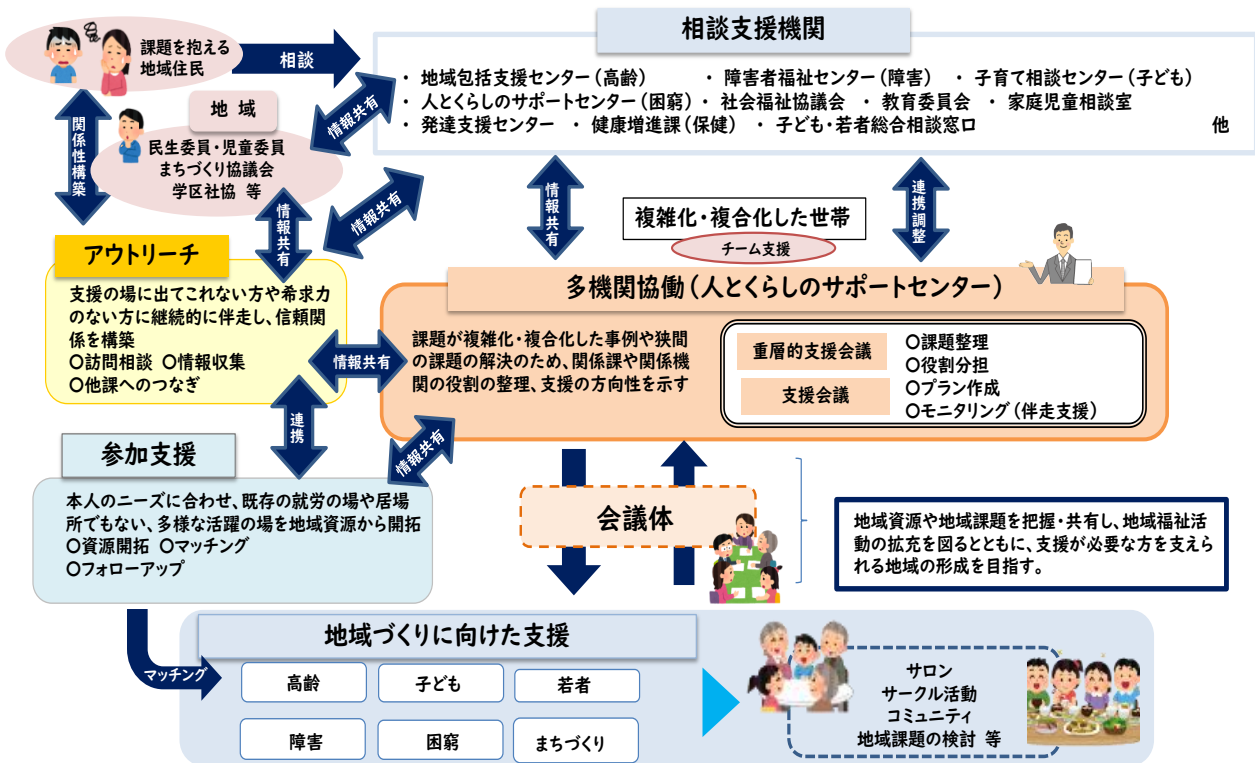 課題を抱える
地域住民
相談
相談支援機関
・ 地域包括支援センター(高齢) ・ 障害者福祉センター(障害) ・ 子育て相談センター(子ども)
・ 人とくらしのサポートセンター(困窮) ・ 社会福祉協議会 ・ 教育委員会 ・ 家庭児童相談室
・ 発達支援センター ・ 健康増進課(保健) ・ 子ども・若者総合相談窓口 他
地 域
民生委員・児童委員
まちづくり協議会
学区社協 等
関係性構築
情報共有
情報共有
情報共有
情報共有
連携調整
複雑化・複合化した世帯
チーム支援
アウトリーチ
支援の場に出てこれない方や希求力
のない方に継続的に伴走し、信頼関
係を構築
〇訪問相談 〇情報収集
〇他課へのつなぎ
情報共有
多機関協働(人とくらしのサポートセンター)
課題が複雑化・複合化した事例や狭間
の課題の解決のため、関係課や関係機
関の役割の整理、支援の方向性を示す
重層的支援会議
支援会議
〇課題整理
〇役割分担
〇プラン作成
〇モニタリング(伴走支援)
連携
情報共有
参加支援
本人のニーズに合わせ、既存の就労の場や居場
所でもない、多様な活躍の場を地域資源から開拓
〇資源開拓 〇マッチング
〇フォローアップ
会議体
地域資源や地域課題を把握・共有し、地域福祉活
動の拡充を図るとともに、支援が必要な方を支えら
れる地域の形成を目指す。
マッチング
地域づくりに向けた支援
高齢
子ども
若者
障害
困窮
まちづくり
サロン
サークル活動
コミュニティ
地域課題の検討 等